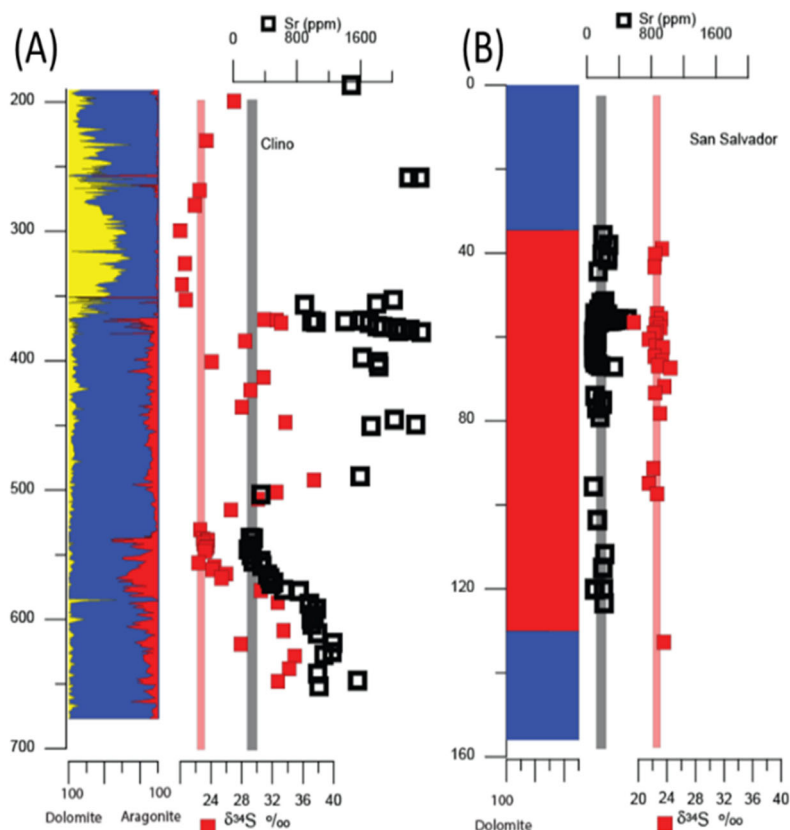 (A)
Sr (ppm)
0 800 1600
200
300
400
500
600
700
Clino
100 100
Dolomite Aragonite
24 28 32 36 40
δ³⁴S º/₀₀
(B)
Sr (ppm)
0 800 1600
0
40
80
120
160
San Salvador
100
Dolomite
20 24 28 32 36 40
δ³⁴S º/₀₀